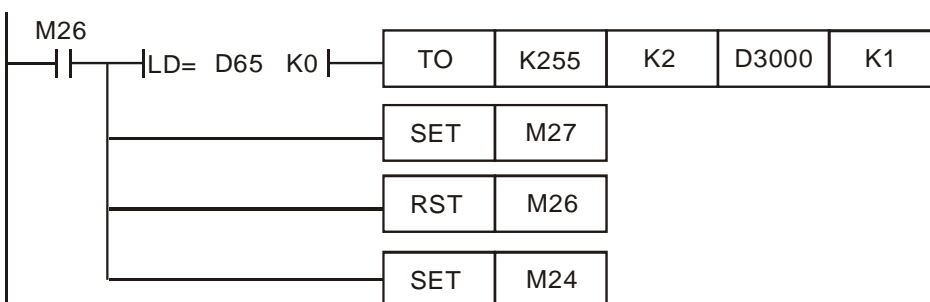 M26
LD= D65 K0 TO K255 K2 D3000 K1
SET M27
RST M26
SET M24